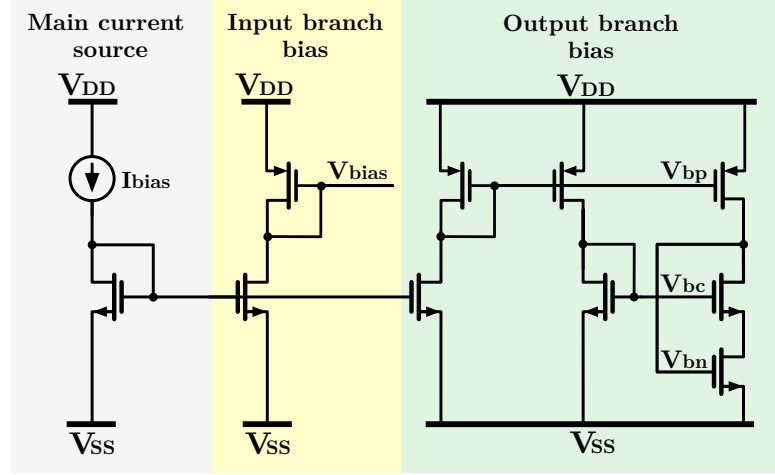 Main current
source
Input branch
bias
Output branch
bias
VDD
VDD
VDD
Ibias
Vbias
Vbp
Vbc
Vbn
VSS
VSS
VSS